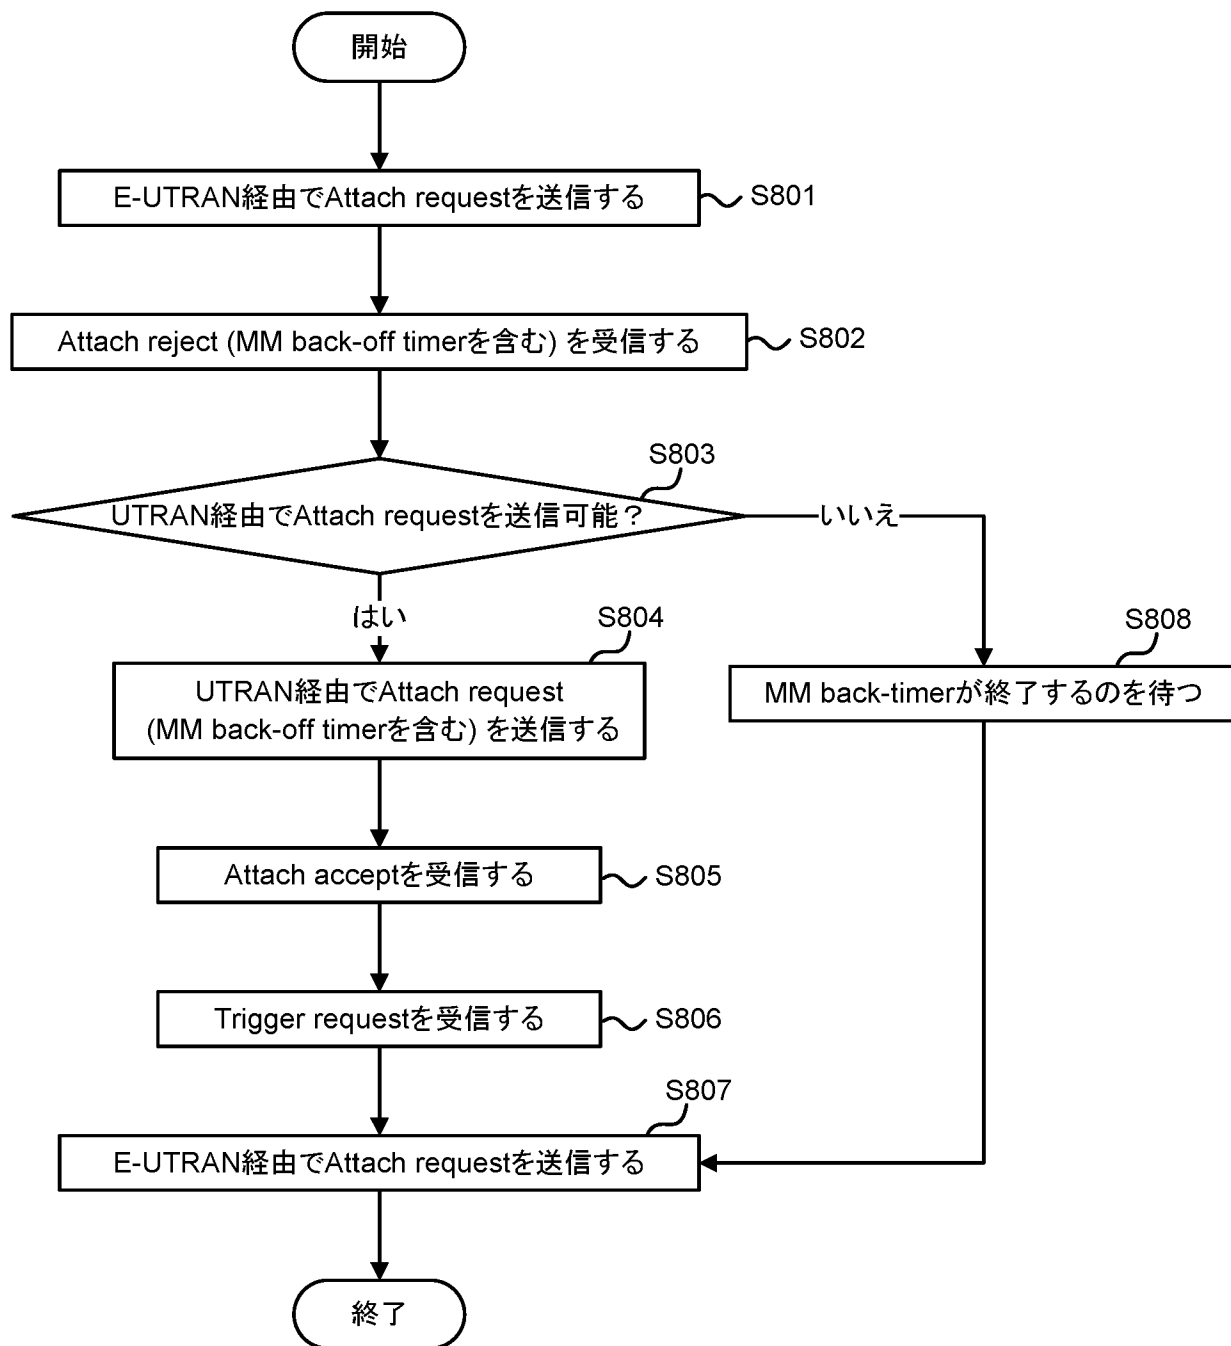 開始
E-UTRAN経由でAttach requestを送信する
S801
Attach reject (MM back-off timerを含む) を受信する
S802
S803
UTRAN経由でAttach requestを送信可能？
いいえ
はい
S804
UTRAN経由でAttach request
(MM back-off timerを含む) を送信する
S808
MM back-timerが終了するのを待つ
Attach acceptを受信する
S805
Trigger requestを受信する
S806
S807
E-UTRAN経由でAttach requestを送信する
終了